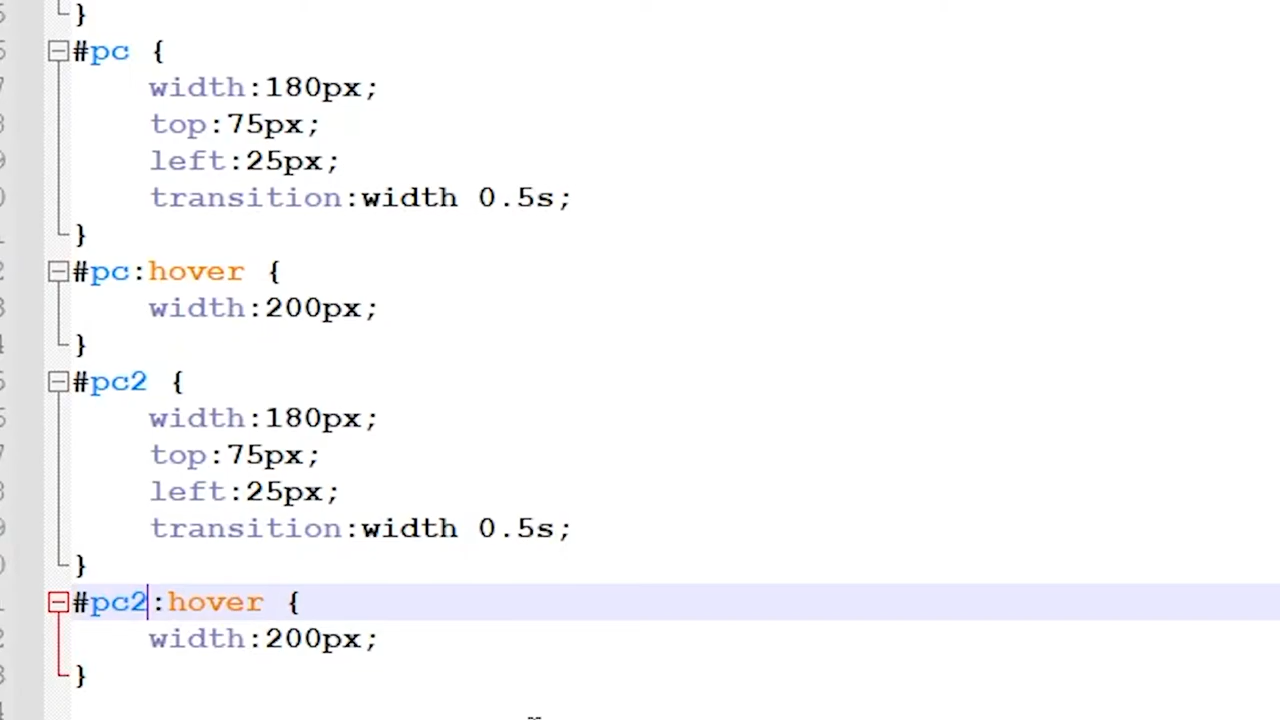 }
#pc {
width:180px;
top:75px;
left:25px;
transition:width 0.5s;
}
#pc:hover {
width:200px;
}
#pc2 {
width:180px;
top:75px;
left:25px;
transition:width 0.5s;
}
#pc2:hover {
width:200px;
}